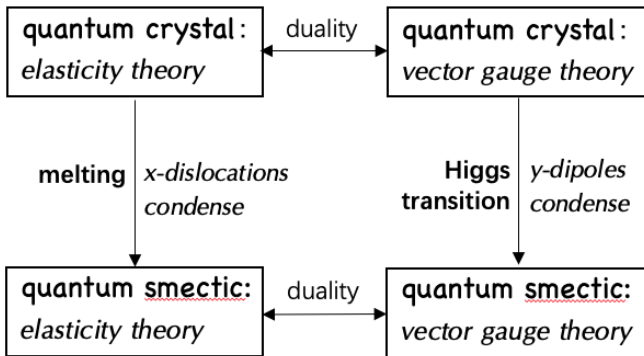 quantum crystal:
elasticity theory
duality
quantum crystal:
vector gauge theory
melting
x-dislocations
condense
Higgs
transition
y-dipoles
condense
quantum smectic:
elasticity theory
duality
quantum smectic:
vector gauge theory